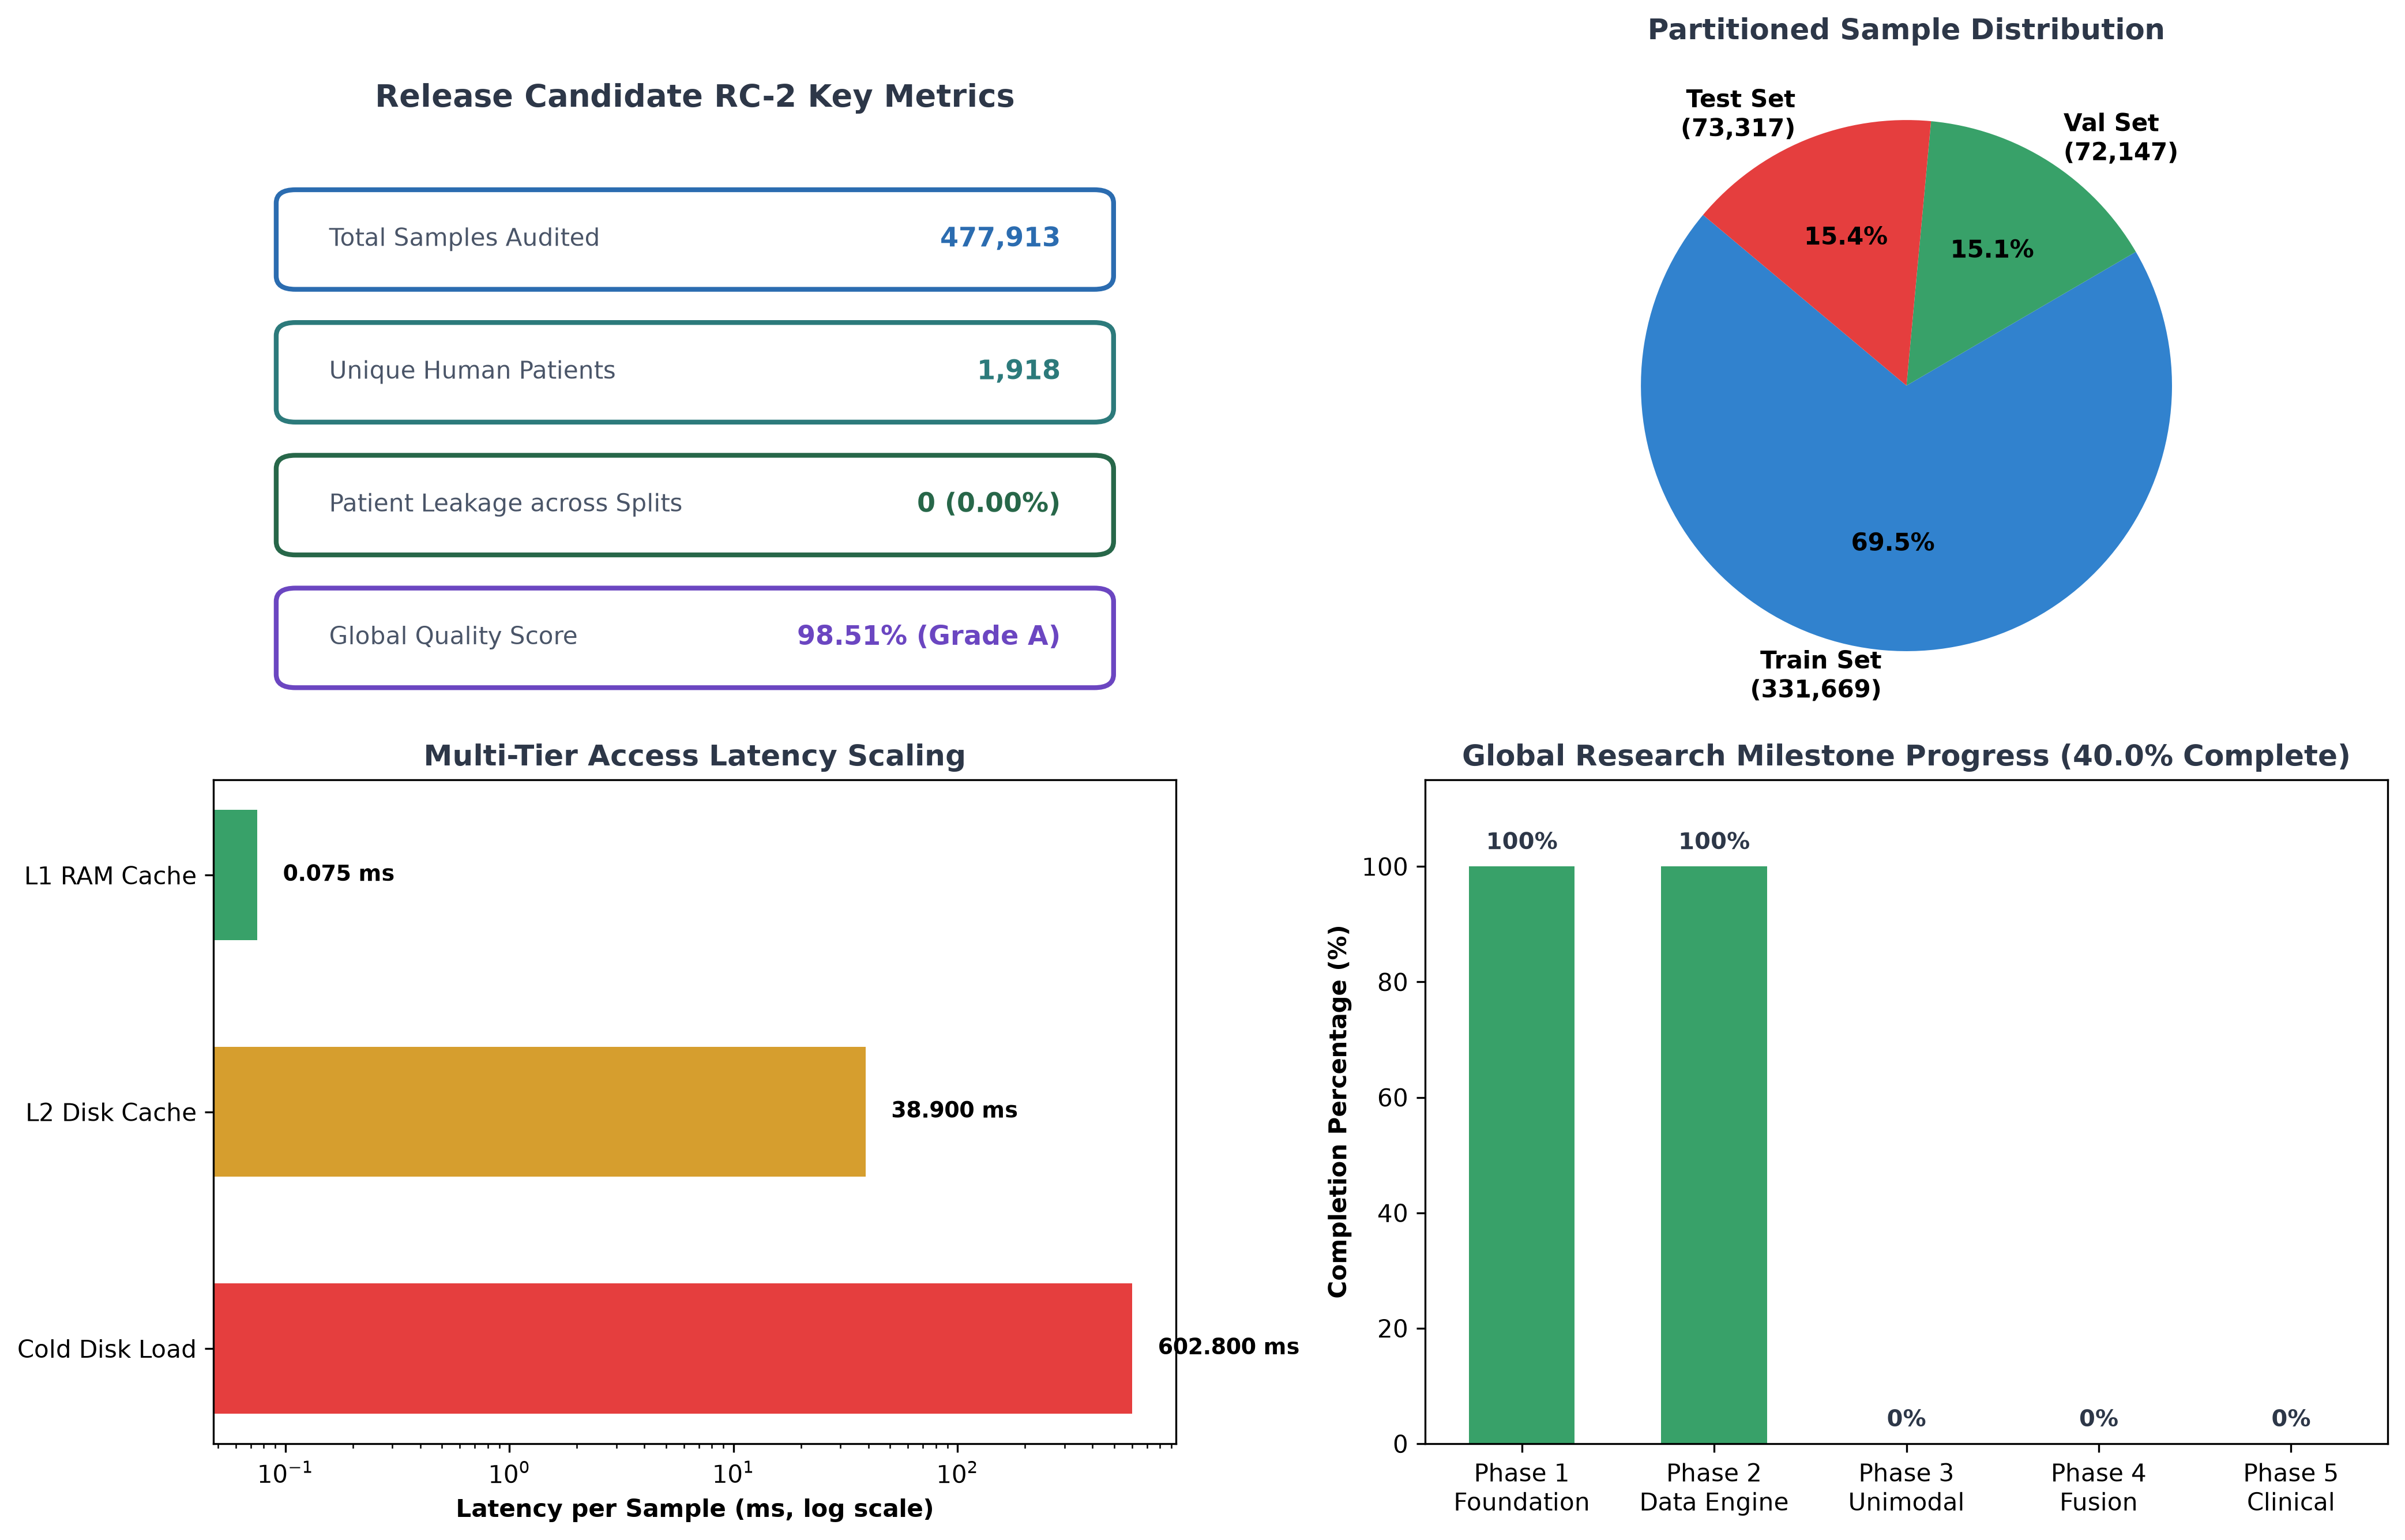 Release Candidate RC-2 Key Metrics
Total Samples Audited 477,913
Unique Human Patients 1,918
Patient Leakage across Splits 0 (0.00%)
Global Quality Score 98.51% (Grade A)
Partitioned Sample Distribution
Test Set
(73,317)
Val Set
(72,147)
15.4%
15.1%
69.5%
Train Set
(331,669)
Multi-Tier Access Latency Scaling
L1 RAM Cache 0.075 ms
L2 Disk Cache 38.900 ms
Cold Disk Load 602.800 ms
10⁻¹ 10⁰ 10¹ 10²
Latency per Sample (ms, log scale)
Global Research Milestone Progress (40.0% Complete)
Completion Percentage (%)
100
80
60
40
20
0
100% 100% 0% 0% 0%
Phase 1
Foundation
Phase 2
Data Engine
Phase 3
Unimodal
Phase 4
Fusion
Phase 5
Clinical